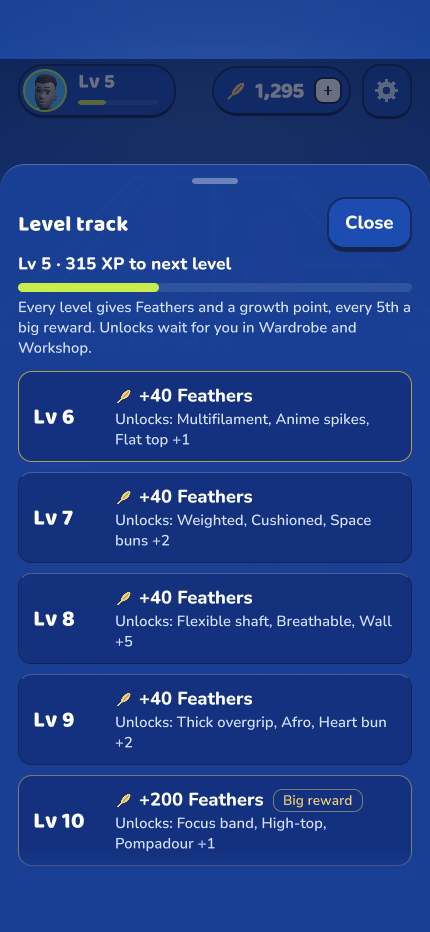 Lv 5
1,295 +
Level track
Close
Lv 5 · 315 XP to next level
Every level gives Feathers and a growth point, every 5th a
big reward. Unlocks wait for you in Wardrobe and
Workshop.
Lv 6
+40 Feathers
Unlocks: Multifilament, Anime spikes,
Flat top +1
Lv 7
+40 Feathers
Unlocks: Weighted, Cushioned, Space
buns +2
Lv 8
+40 Feathers
Unlocks: Flexible shaft, Breathable, Wall
+5
Lv 9
+40 Feathers
Unlocks: Thick overgrip, Afro, Heart bun
+2
Lv 10
+200 Feathers Big reward
Unlocks: Focus band, High-top,
Pompadour +1